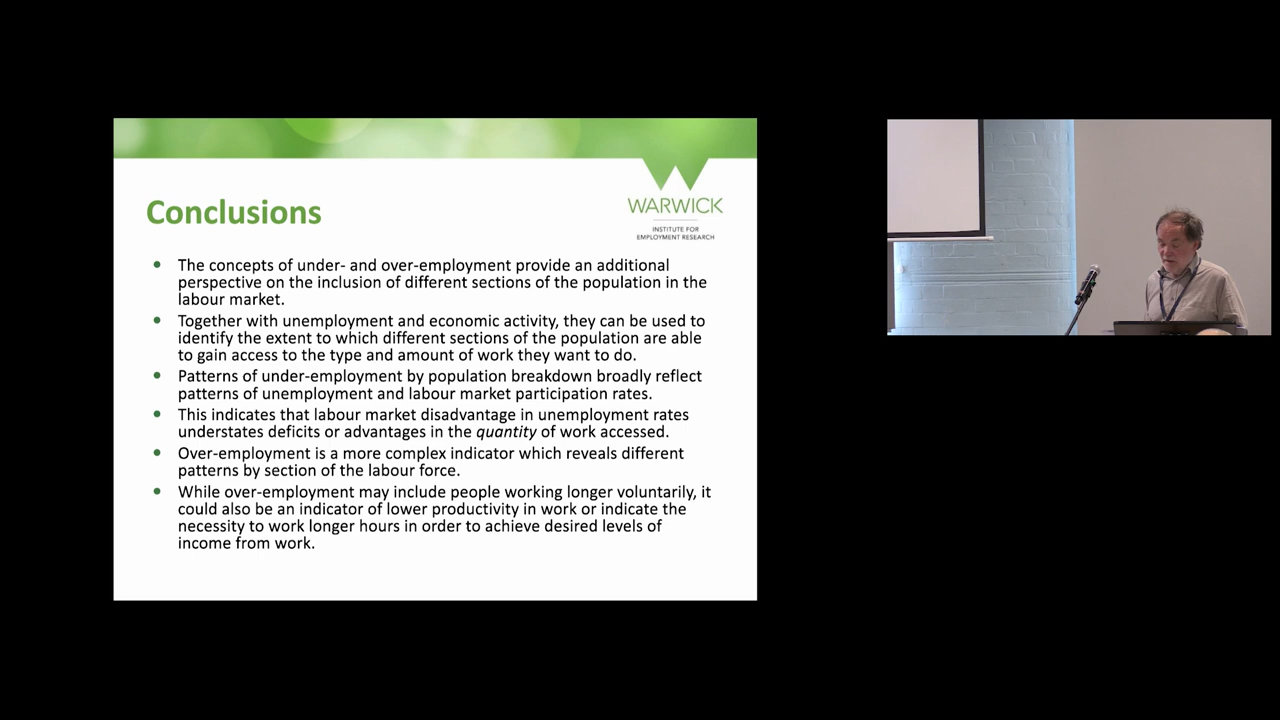 WARWICK
INSTITUTE FOR
EMPLOYMENT RESEARCH
Conclusions
• The concepts of under- and over-employment provide an additional
perspective on the inclusion of different sections of the population in the
labour market.
• Together with unemployment and economic activity, they can be used to
identify the extent to which different sections of the population are able
to gain access to the type and amount of work they want to do.
• Patterns of under-employment by population breakdown broadly reflect
patterns of unemployment and labour market participation rates.
• This indicates that labour market disadvantage in unemployment rates
understates deficits or advantages in the quantity of work accessed.
• Over-employment is a more complex indicator which reveals different
patterns by section of the labour force.
• While over-employment may include people working longer voluntarily, it
could also be an indicator of lower productivity in work or indicate the
necessity to work longer hours in order to achieve desired levels of
income from work.